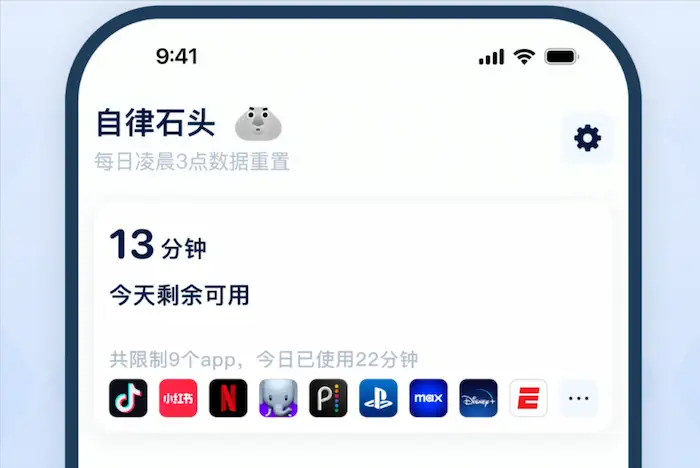 9:41
自律石头
每日凌晨3点数据重置
13 分钟
今天剩余可用
共限制9个app，今日已使用22分钟
小红书 N P max Disney+ E